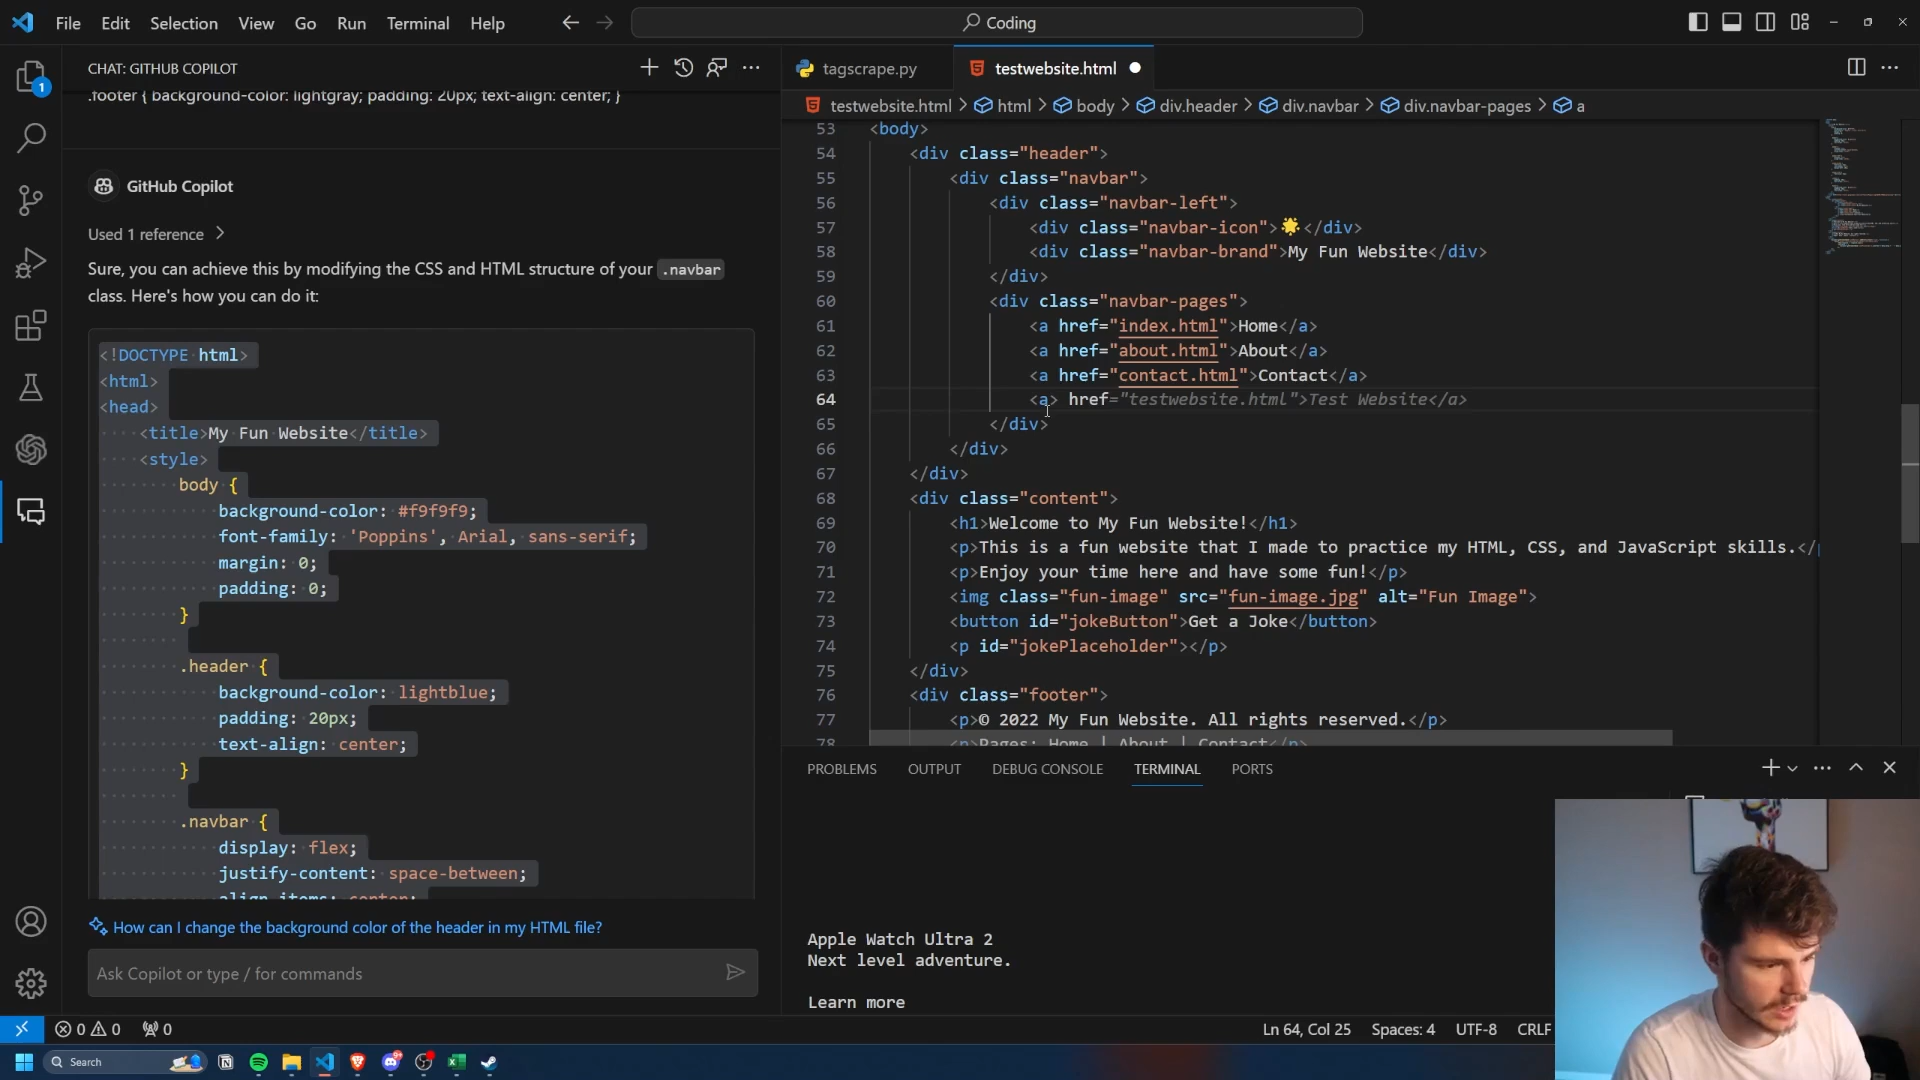 File Edit Selection View Go Run Terminal Help
Coding
CHAT: GITHUB COPILOT
.footer { background-color: lightgray; padding: 20px; text-align: center; }
GitHub Copilot
Used 1 reference
Sure, you can achieve this by modifying the CSS and HTML structure of your .navbar
class. Here's how you can do it:
<!DOCTYPE html>
<html>
<head>
<title>My Fun Website</title>
<style>
body {
background-color: #f9f9f9;
font-family: 'Poppins', Arial, sans-serif;
margin: 0;
padding: 0;
}
.header {
background-color: lightblue;
padding: 20px;
text-align: center;
}
.navbar {
display: flex;
justify-content: space-between;
align-items: center;
How can I change the background color of the header in my HTML file?
Ask Copilot or type / for commands
tagscrape.py testwebsite.html
testwebsite.html > html > body > div.header > div.navbar > div.navbar-pages > a
53 <body>
54 <div class="header">
55 <div class="navbar">
56 <div class="navbar-left">
57 <div class="navbar-icon">🌟</div>
58 <div class="navbar-brand">My Fun Website</div>
59 </div>
60 <div class="navbar-pages">
61 <a href="index.html">Home</a>
62 <a href="about.html">About</a>
63 <a href="contact.html">Contact</a>
64 <a> href="testwebsite.html">Test Website</a>
65 </div>
66 </div>
67 </div>
68 <div class="content">
69 <h1>Welcome to My Fun Website!</h1>
70 <p>This is a fun website that I made to practice my HTML, CSS, and JavaScript skills.</p
71 <p>Enjoy your time here and have some fun!</p>
72 <img class="fun-image" src="fun-image.jpg" alt="Fun Image">
73 <button id="jokeButton">Get a Joke</button>
74 <p id="jokePlaceholder"></p>
75 </div>
76 <div class="footer">
77 <p>© 2022 My Fun Website. All rights reserved.</p>
78 <p>Pages: Home | About | Contact</p>
PROBLEMS OUTPUT DEBUG CONSOLE TERMINAL PORTS
Apple Watch Ultra 2
Next level adventure.
Learn more
0 0 0
Ln 64, Col 25 Spaces: 4 UTF-8 CRLF
Search